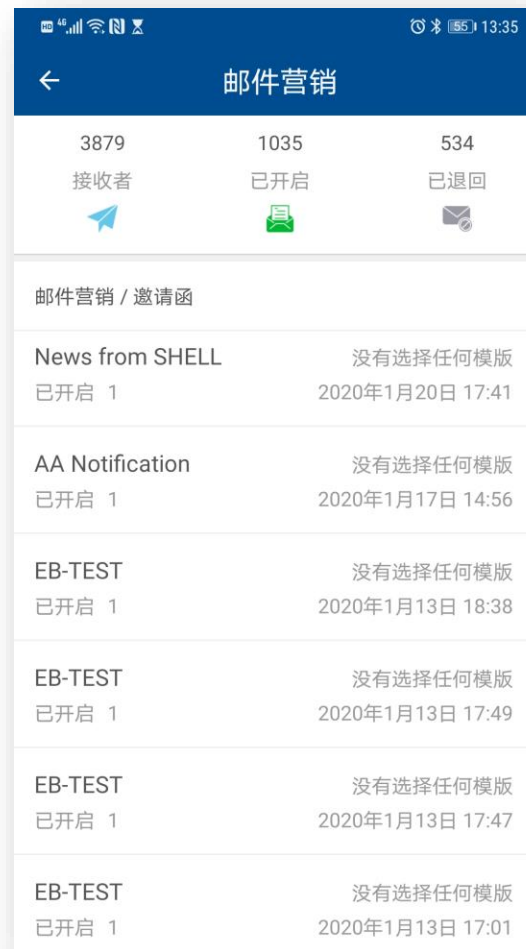 HD 4G 55 13:35
邮件营销
3879 1035 534
接收者 已开启 已退回
邮件营销 / 邀请函
News from SHELL 没有选择任何模版
已开启 1 2020年1月20日 17:41
AA Notification 没有选择任何模版
已开启 1 2020年1月17日 14:56
EB-TEST 没有选择任何模版
已开启 1 2020年1月13日 18:38
EB-TEST 没有选择任何模版
已开启 1 2020年1月13日 17:49
EB-TEST 没有选择任何模版
已开启 1 2020年1月13日 17:47
EB-TEST 没有选择任何模版
已开启 1 2020年1月13日 17:01